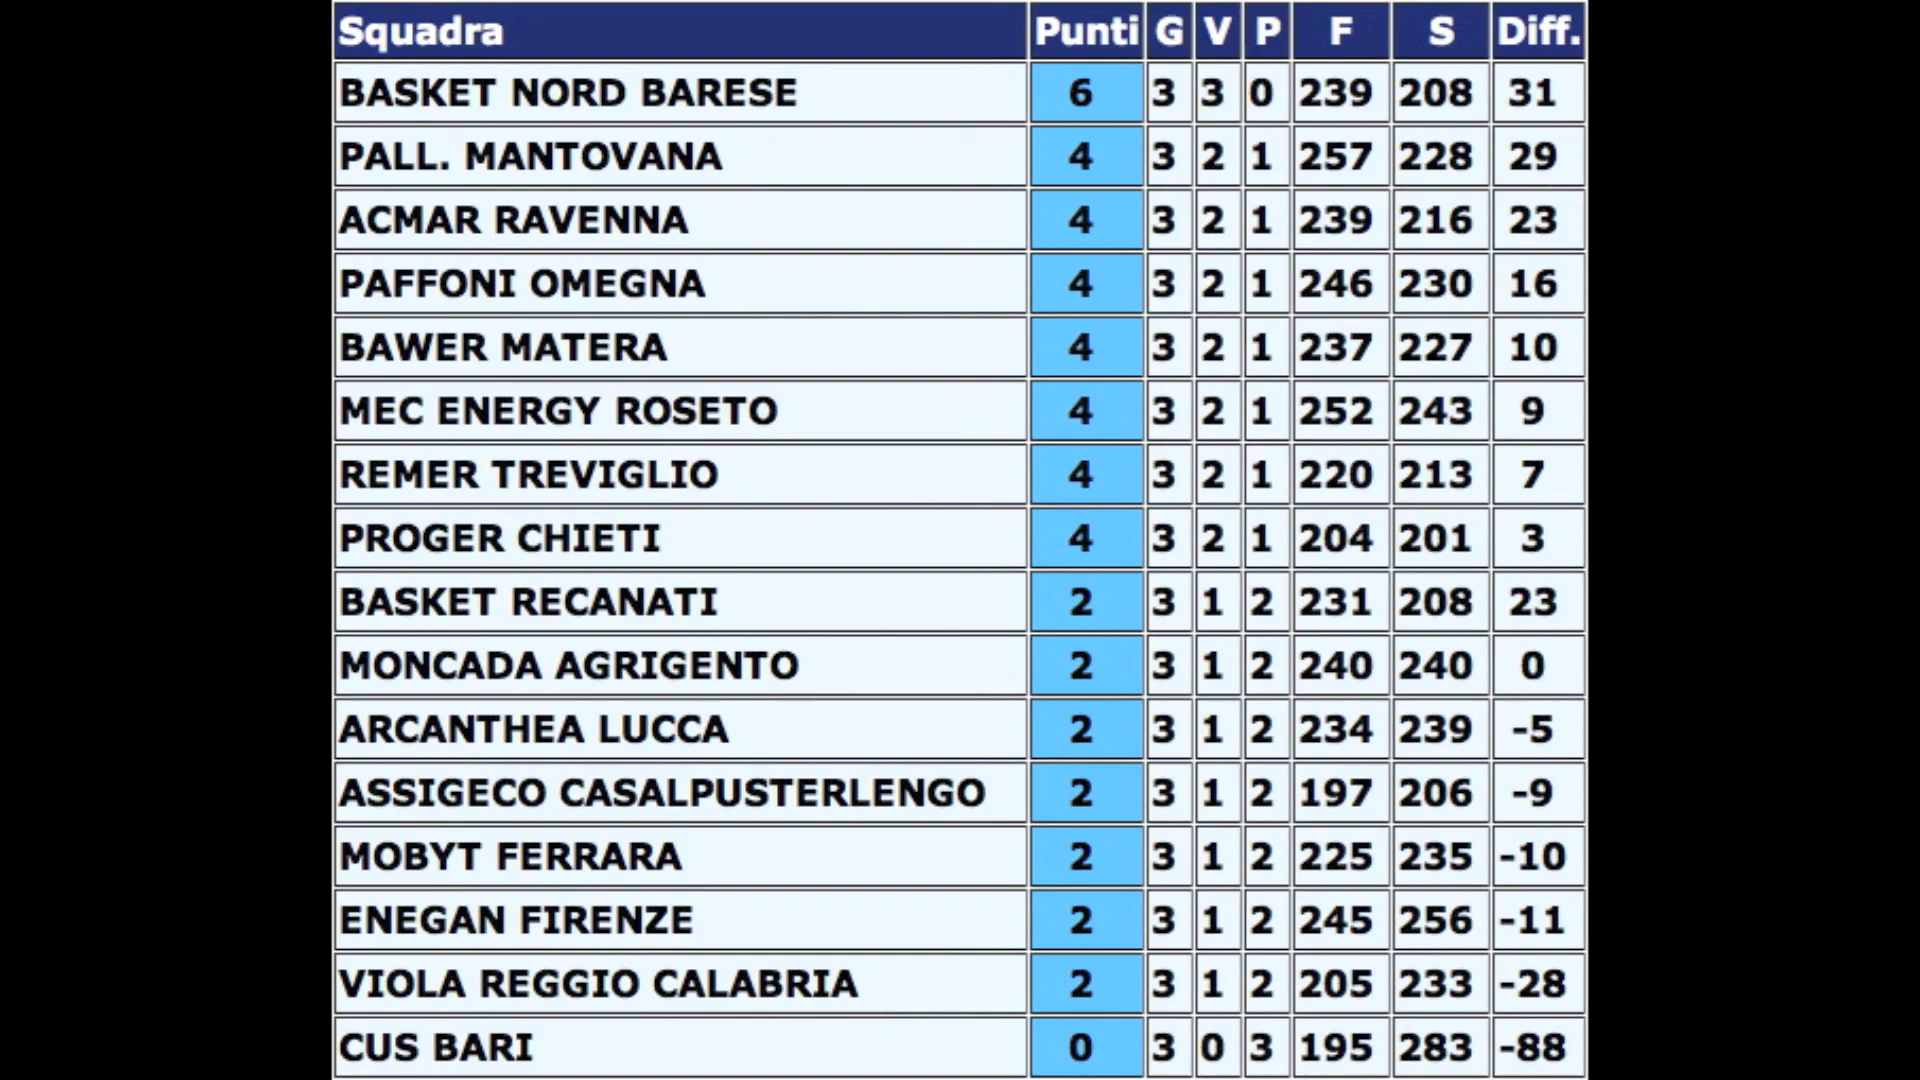 Squadra Punti G V P F S Diff.
BASKET NORD BARESE 6 3 3 0 239 208 31
PALL. MANTOVANA 4 3 2 1 257 228 29
ACMAR RAVENNA 4 3 2 1 239 216 23
PAFFONI OMEGNA 4 3 2 1 246 230 16
BAWER MATERA 4 3 2 1 237 227 10
MEC ENERGY ROSETO 4 3 2 1 252 243 9
REMER TREVIGLIO 4 3 2 1 220 213 7
PROGER CHIETI 4 3 2 1 204 201 3
BASKET RECANATI 2 3 1 2 231 208 23
MONCADA AGRIGENTO 2 3 1 2 240 240 0
ARCANTHEA LUCCA 2 3 1 2 234 239 -5
ASSIGECO CASALPUSTERLENGO 2 3 1 2 197 206 -9
MOBYT FERRARA 2 3 1 2 225 235 -10
ENEGAN FIRENZE 2 3 1 2 245 256 -11
VIOLA REGGIO CALABRIA 2 3 1 2 205 233 -28
CUS BARI 0 3 0 3 195 283 -88